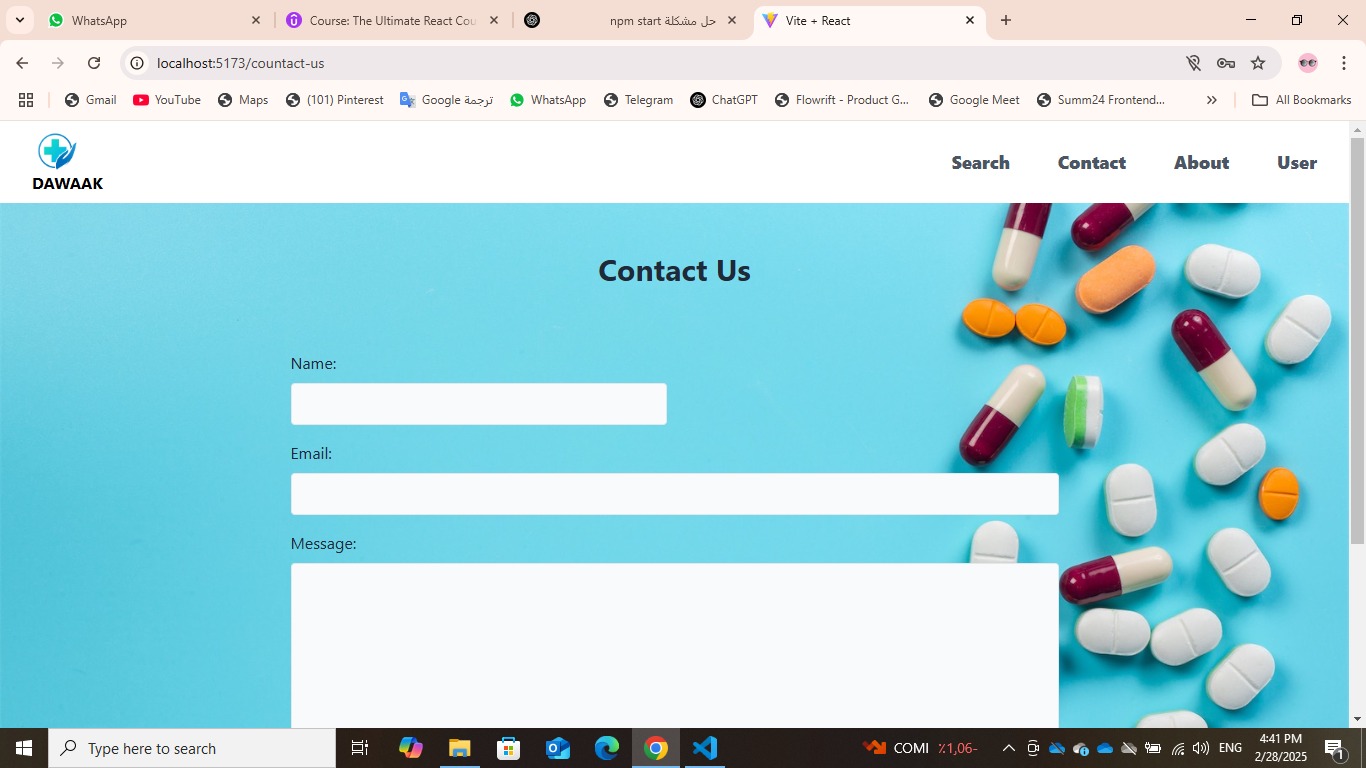 WhatsApp
Course: The Ultimate React Cou
حل مشكلة npm start
Vite + React
localhost:5173/countact-us
Gmail
YouTube
Maps
(101) Pinterest
ترجمة Google
WhatsApp
Telegram
ChatGPT
Flowrift - Product G...
Google Meet
Summ24 Frontend...
All Bookmarks
DAWAAK
Search
Contact
About
User
Contact Us
Name:
Email:
Message:
Type here to search
COMI
٪1,06-
ENG
4:41 PM
2/28/2025
1